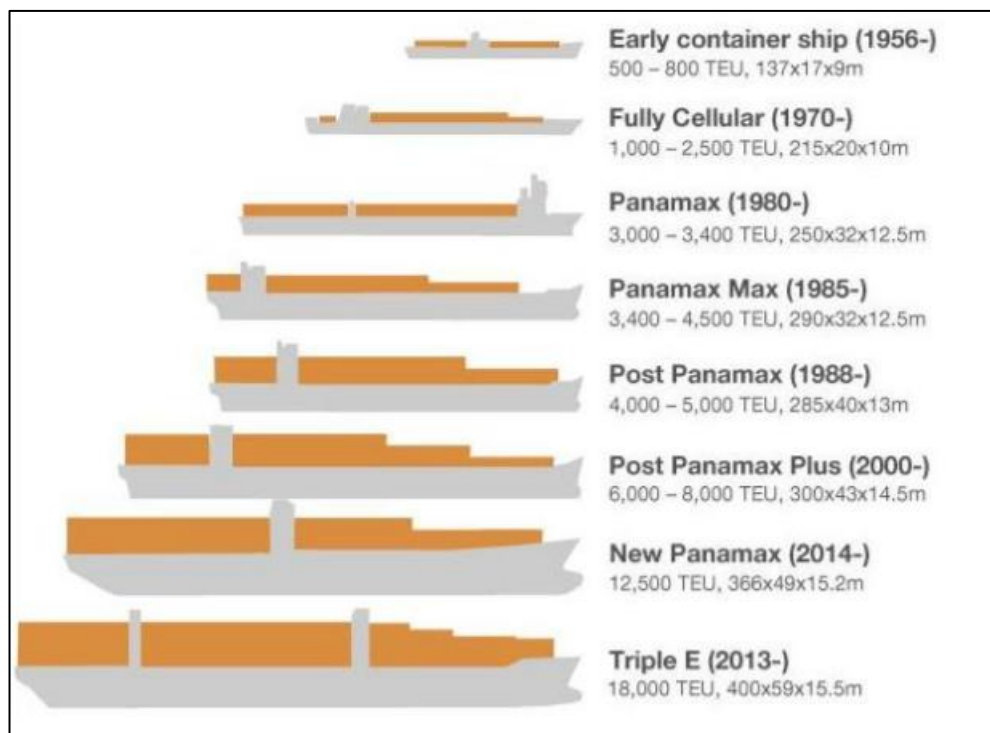 Early container ship (1956-)
500 – 800 TEU, 137x17x9m
Fully Cellular (1970-)
1,000 – 2,500 TEU, 215x20x10m
Panamax (1980-)
3,000 – 3,400 TEU, 250x32x12.5m
Panamax Max (1985-)
3,400 – 4,500 TEU, 290x32x12.5m
Post Panamax (1988-)
4,000 – 5,000 TEU, 285x40x13m
Post Panamax Plus (2000-)
6,000 – 8,000 TEU, 300x43x14.5m
New Panamax (2014-)
12,500 TEU, 366x49x15.2m
Triple E (2013-)
18,000 TEU, 400x59x15.5m